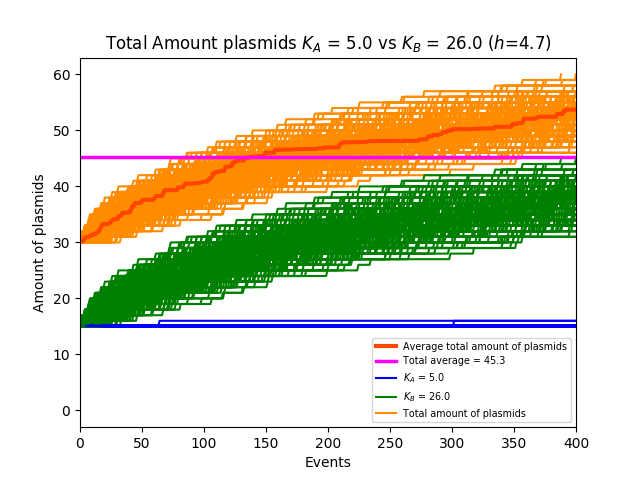 Total Amount plasmids K_A = 5.0 vs K_B = 26.0 (h=4.7)
Amount of plasmids
60
50
40
30
20
10
0
Average total amount of plasmids
Total average = 45.3
K_A = 5.0
K_B = 26.0
Total amount of plasmids
0 50 100 150 200 250 300 350 400
Events